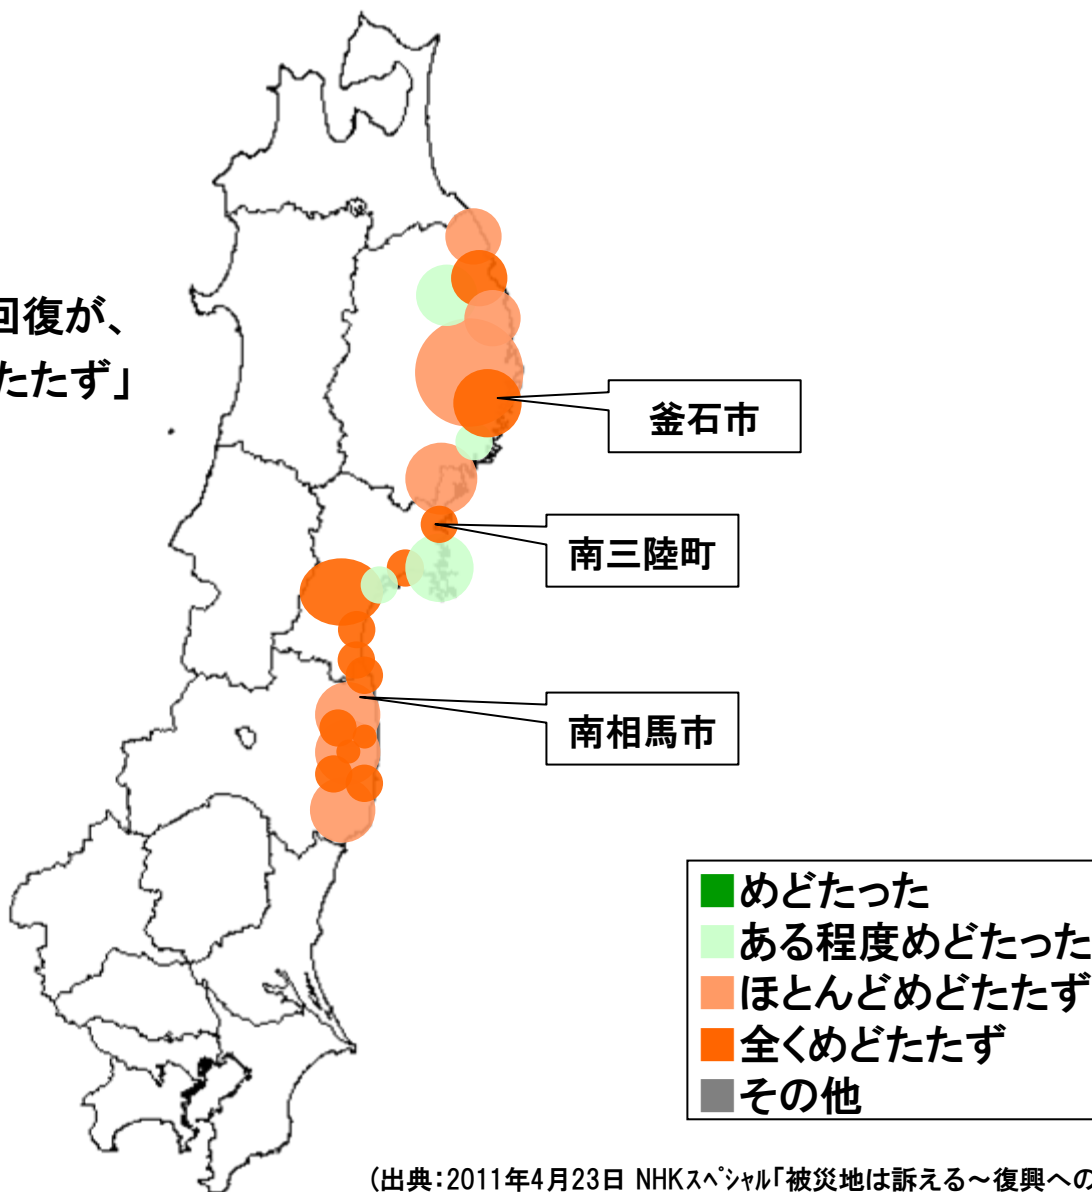 回復が、
たたず」
釜石市
南三陸町
南相馬市
めどたった
ある程度めどたった
ほとんどめどたたず
全くめどたたず
その他
(出典：2011年4月23日 NHKｽﾍﾟｼｬﾙ「被災地は訴える～復興への